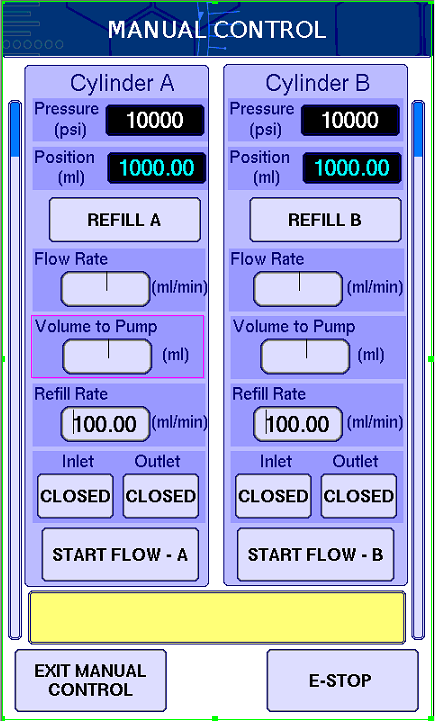 MANUAL CONTROL
Cylinder A
Pressure
(psi)
10000
Position
(ml)
1000.00
REFILL A
Flow Rate
(ml/min)
Volume to Pump
(ml)
Refill Rate
100.00 (ml/min)
Inlet Outlet
CLOSED CLOSED
START FLOW - A
Cylinder B
Pressure
(psi)
10000
Position
(ml)
1000.00
REFILL B
Flow Rate
(ml/min)
Volume to Pump
(ml)
Refill Rate
100.00 (ml/min)
Inlet Outlet
CLOSED CLOSED
START FLOW - B
EXIT MANUAL
CONTROL
E-STOP